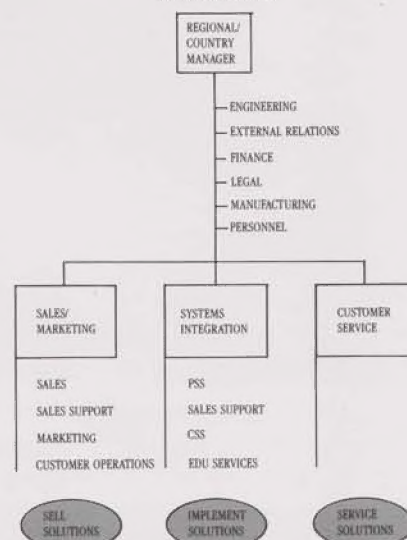 REGIONAL/
COUNTRY
MANAGER
ENGINEERING
EXTERNAL RELATIONS
FINANCE
LEGAL
MANUFACTURING
PERSONNEL
SALES/
MARKETING
SYSTEMS
INTEGRATION
CUSTOMER
SERVICE
SALES
SALES SUPPORT
MARKETING
CUSTOMER OPERATIONS
PSS
SALES SUPPORT
CSS
EDU SERVICES
SELL
SOLUTIONS
IMPLEMENT
SOLUTIONS
SERVICE
SOLUTIONS